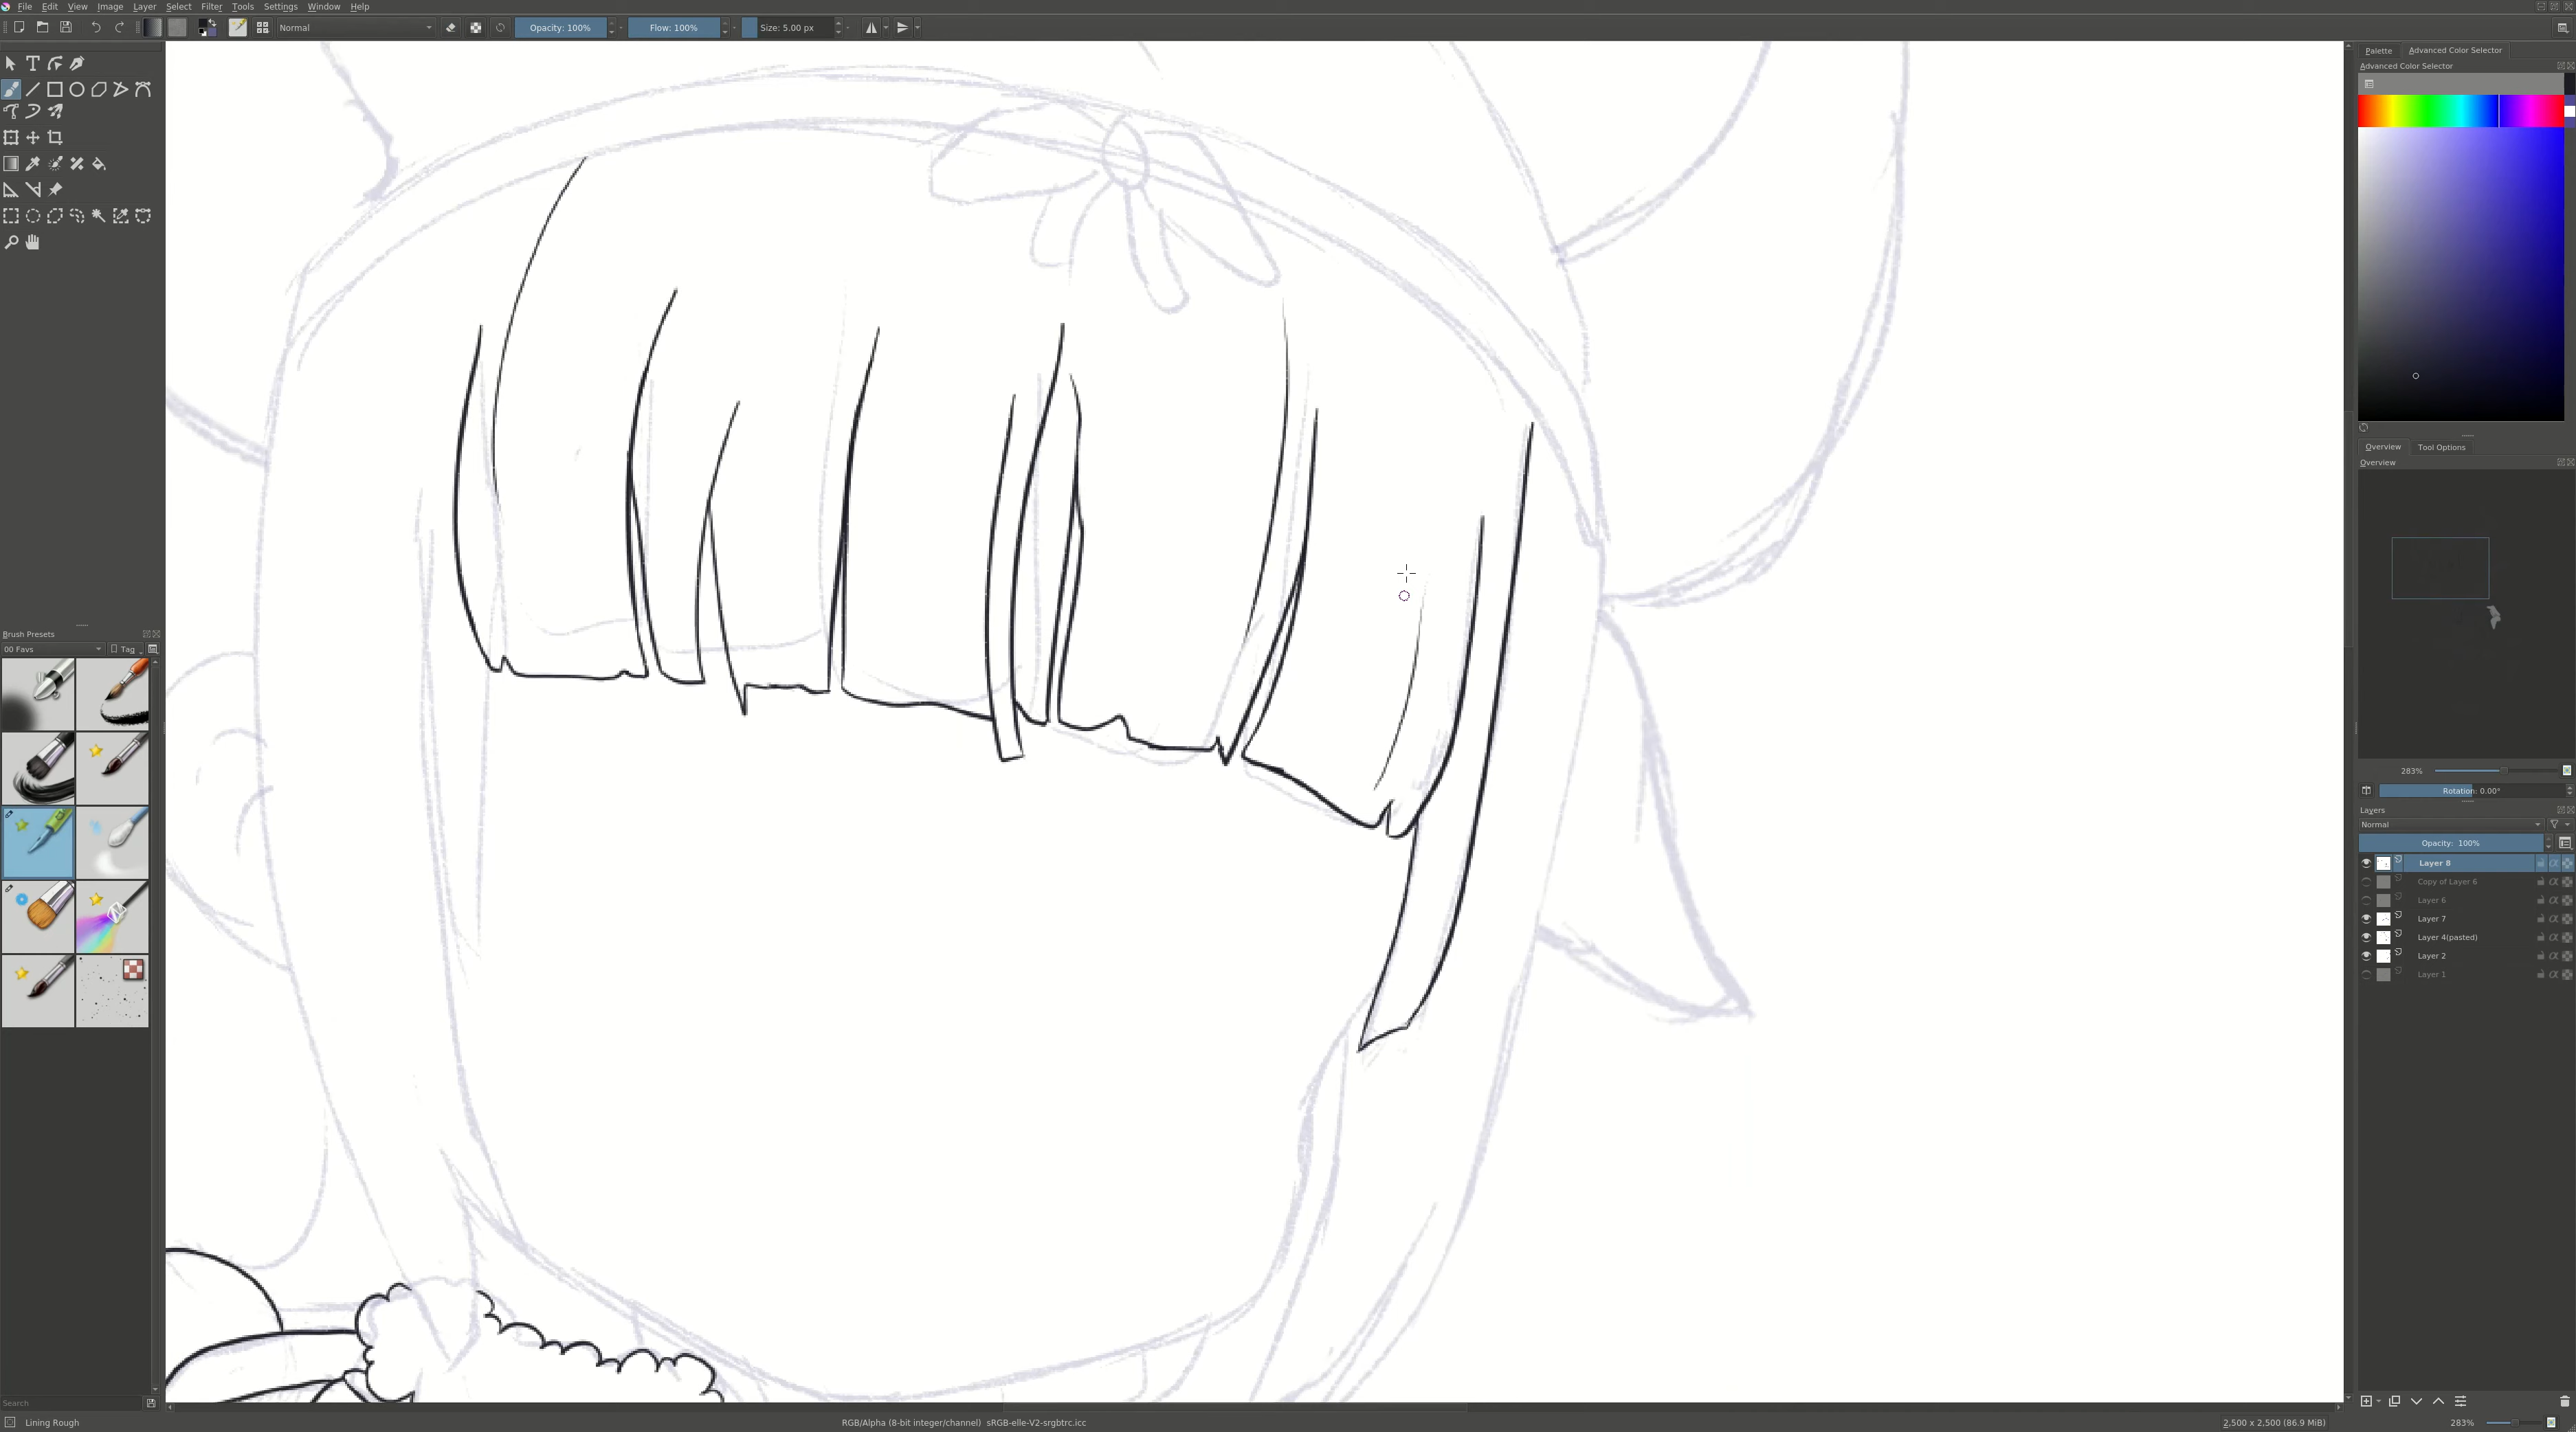 File Edit View Image Layer Select Filter Tools Settings Window Help
Normal
Opacity: 100%
Flow: 100%
Size: 5.00 px
Palette
Advanced Color Selector
Advanced Color Selector
Overview
Tool Options
Overview
283%
Rotation: 0.00°
Layers
Normal
Opacity: 100%
Layer 8
Copy of Layer 6
Layer 6
Layer 7
Layer 4(pasted)
Layer 2
Layer 1
Brush Presets
00 Favs
Tag
Search
Lining Rough
RGB/Alpha (8-bit integer/channel) sRGB-elle-V2-srgbtrc.icc
2,500 x 2,500 (86.9 MiB)
283%